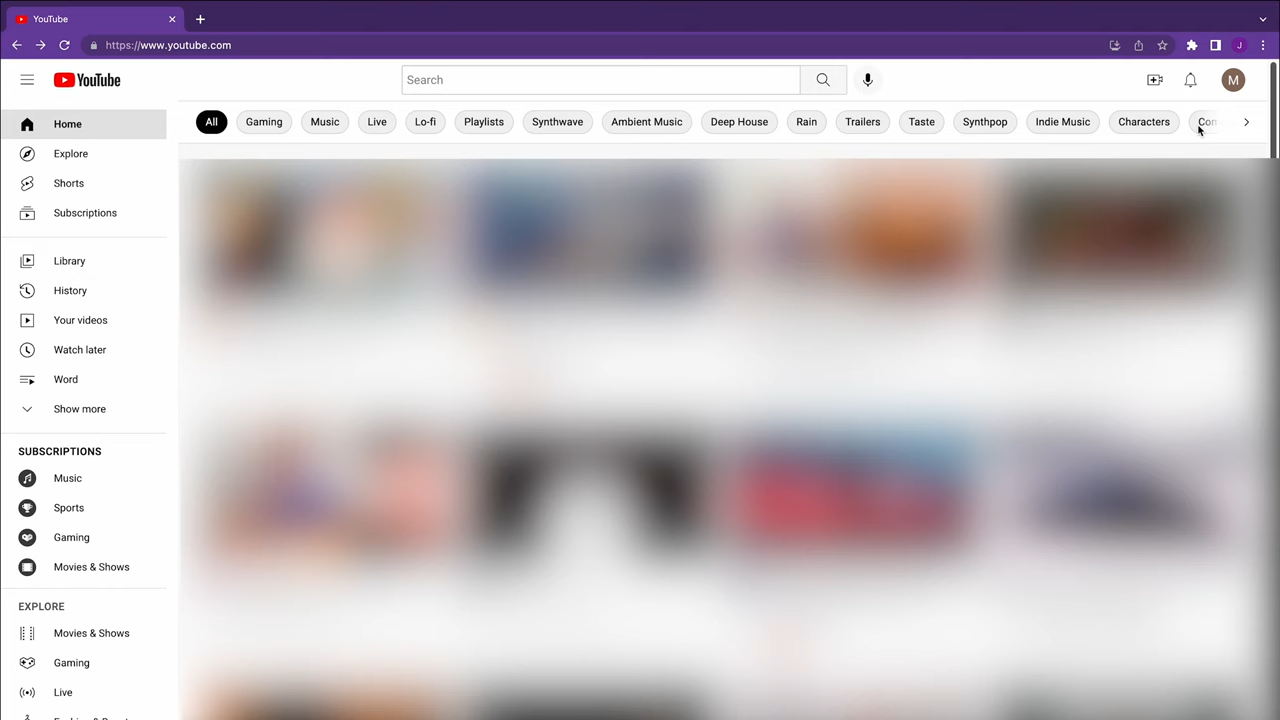 YouTube
https://www.youtube.com
J
YouTube
Search
M
Home
Explore
Shorts
Subscriptions
Library
History
Your videos
Watch later
Word
Show more
SUBSCRIPTIONS
Music
Sports
Gaming
Movies & Shows
EXPLORE
Movies & Shows
Gaming
Live
All Gaming Music Live Lo-fi Playlists Synthwave Ambient Music Deep House Rain Trailers Taste Synthpop Indie Music Characters